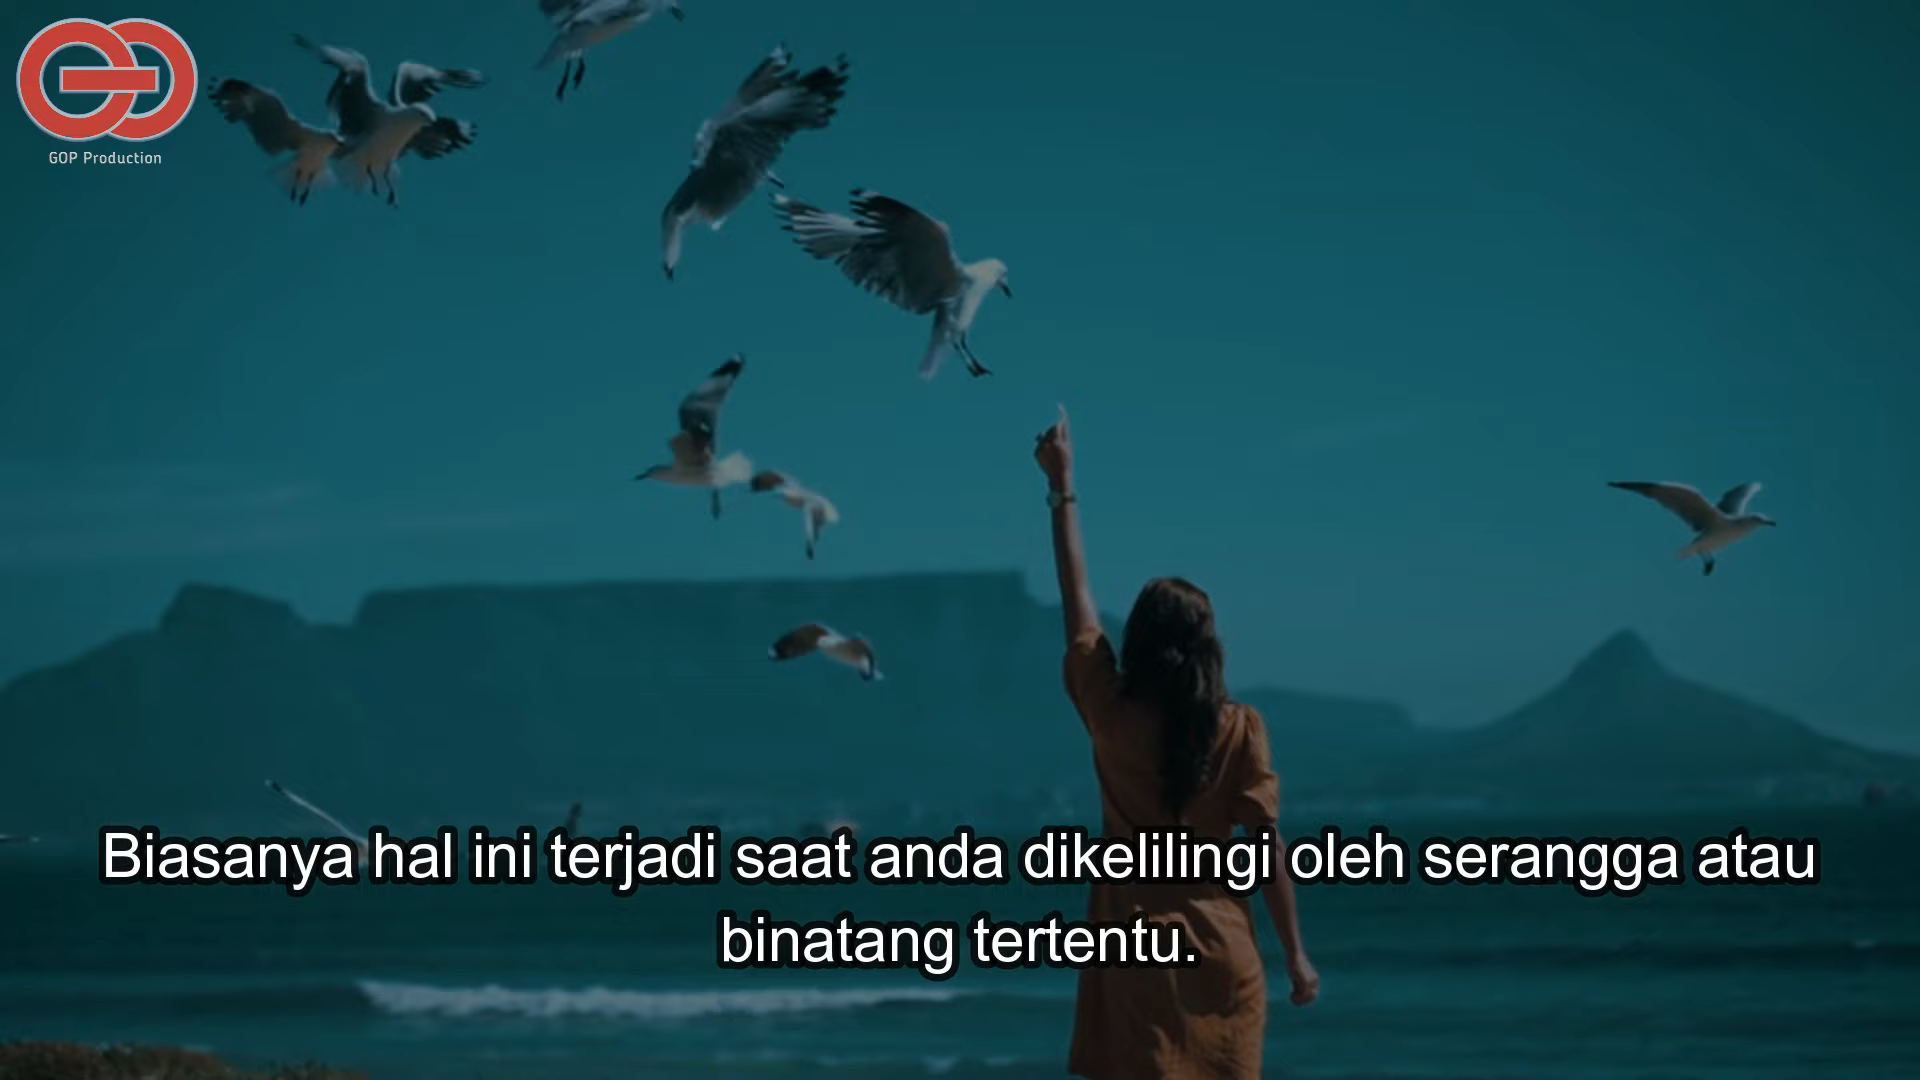 GOP Production
Biasanya hal ini terjadi saat anda dikelilingi oleh serangga atau
binatang tertentu.